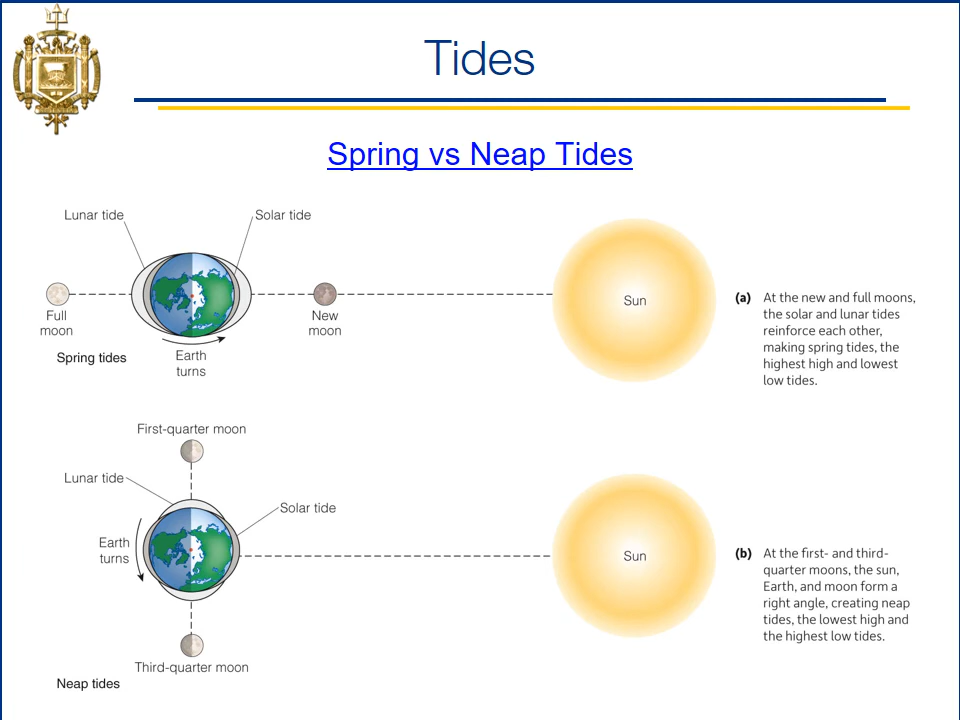 Tides
Spring vs Neap Tides
Lunar tide
Solar tide
Full
moon
New
moon
Sun
Spring tides
Earth
turns
(a) At the new and full moons,
the solar and lunar tides
reinforce each other,
making spring tides, the
highest high and lowest
low tides.
First-quarter moon
Lunar tide
Solar tide
Earth
turns
Sun
Third-quarter moon
Neap tides
(b) At the first- and third-
quarter moons, the sun,
Earth, and moon form a
right angle, creating neap
tides, the lowest high and
the highest low tides.